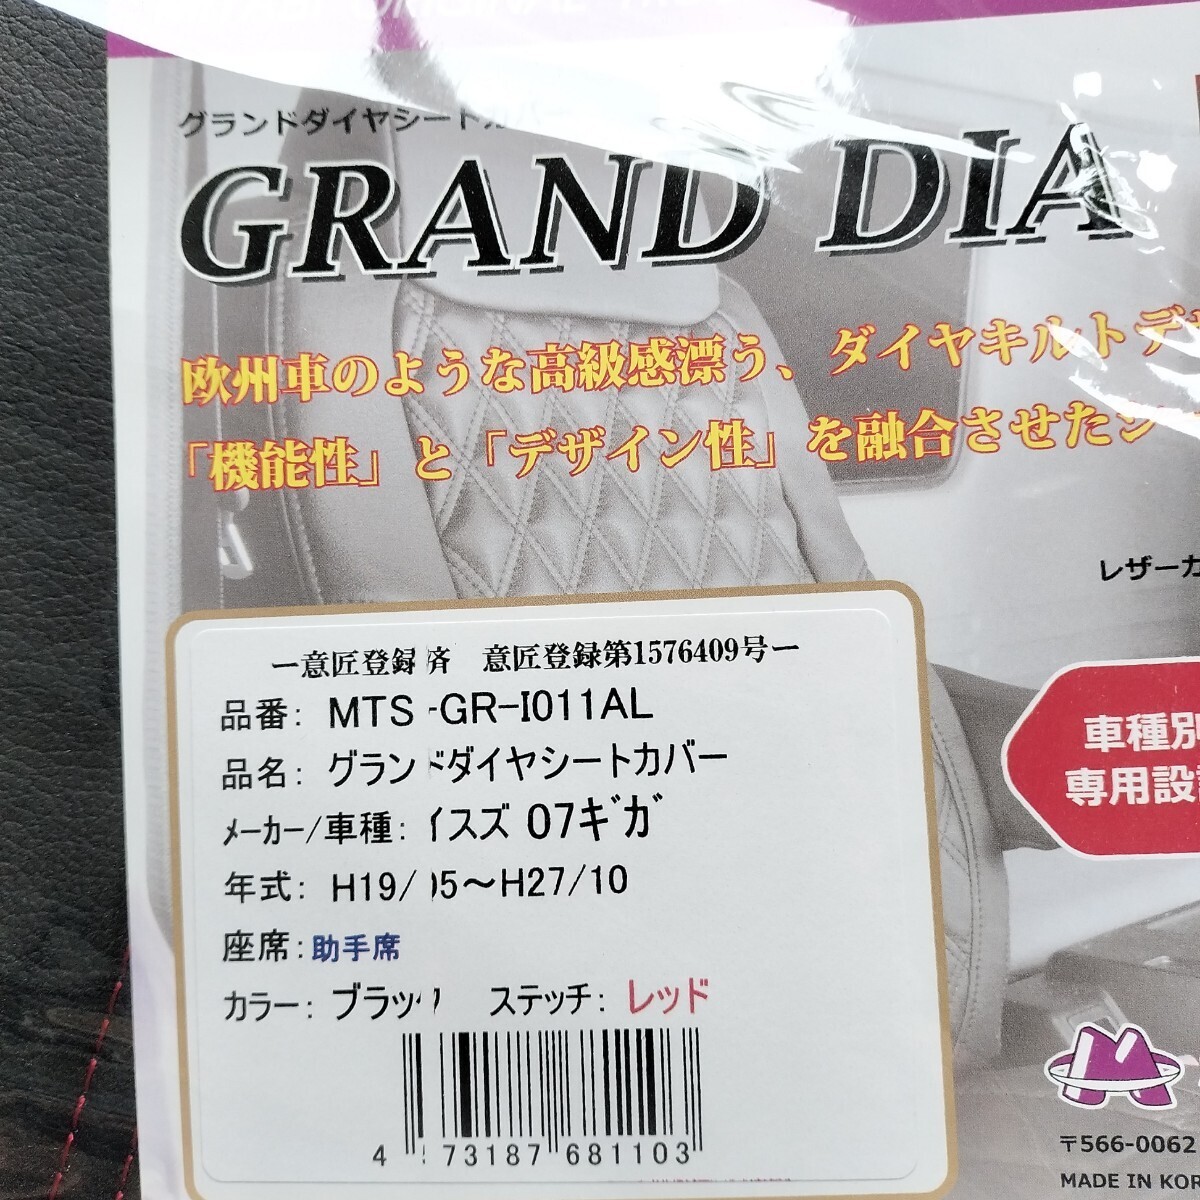 グランドダイヤシートカバー
GRAND DIA
欧州車のような高級感漂う、ダイヤキルトデザ
「機能性」と「デザイン性」を融合させたシ
レザーカ
車種別
専用設
ー意匠登録済 意匠登録第1576409号ー
品番: MTS-GR-I011AL
品名: グランドダイヤシートカバー
メーカー/車種: イスズ 07ギガ
年式: H19/05～H27/10
座席: 助手席
カラー: ブラック ステッチ: レッド
4 573187 681103
〒566-0062
MADE IN KOR